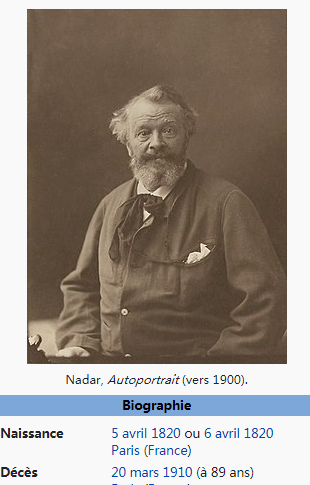 Nadar, Autoportrait (vers 1900).
Biographie
Naissance 5 avril 1820 ou 6 avril 1820
Paris (France)
Décès 20 mars 1910 (à 89 ans)